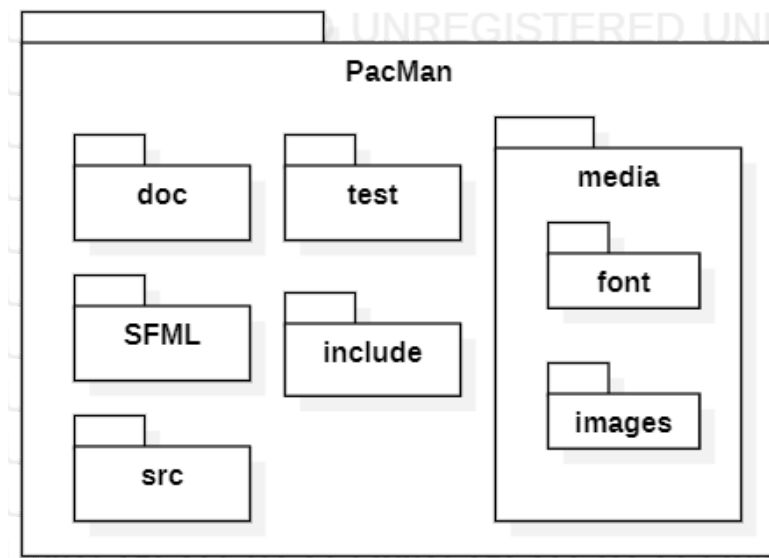 UNREGISTERED UN
PacMan
doc
test
media
font
SFML
include
images
src